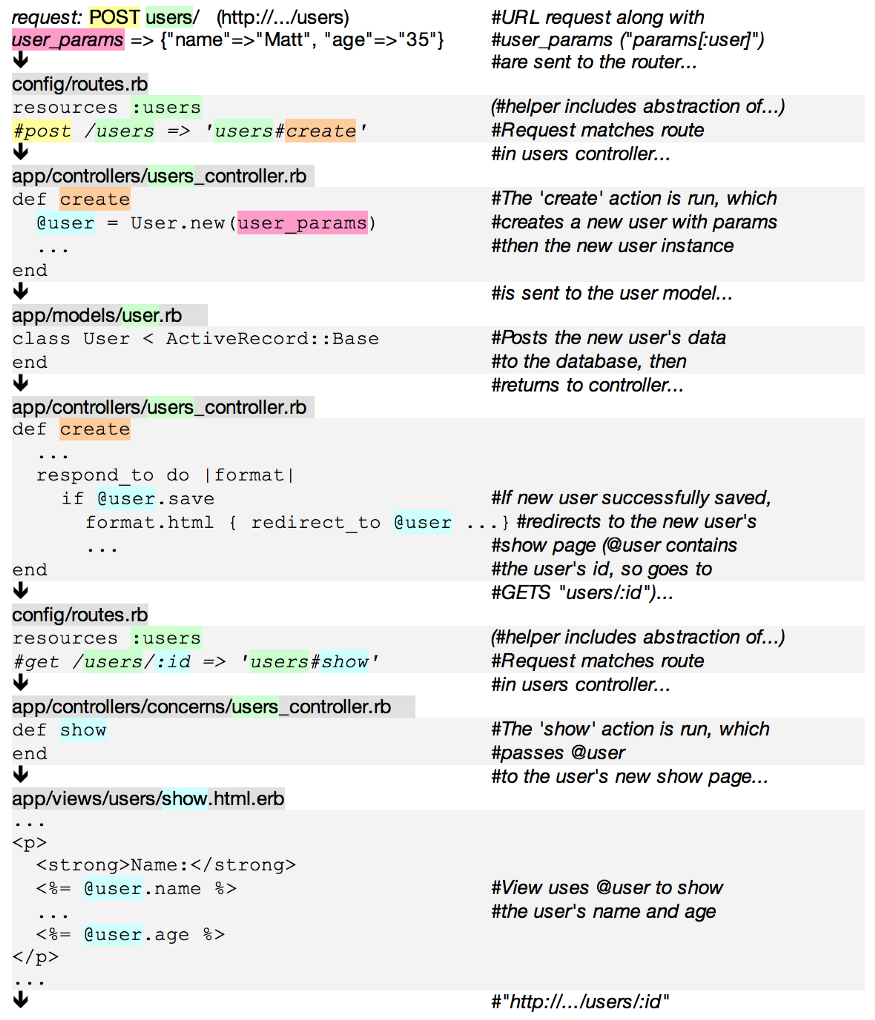 request: POST users/ (http://.../users) #URL request along with
user_params => {"name"=>"Matt", "age"=>"35"} #user_params ("params[:user]")
#are sent to the router...
config/routes.rb
resources :users (#helper includes abstraction of...)
#post /users => 'users#create' #Request matches route
#in users controller...
app/controllers/users_controller.rb
def create #The 'create' action is run, which
@user = User.new(user_params) #creates a new user with params
... #then the new user instance
end
#is sent to the user model...
app/models/user.rb
class User < ActiveRecord::Base #Posts the new user's data
end #to the database, then
#returns to controller...
app/controllers/users_controller.rb
def create
...
respond_to do |format|
if @user.save #If new user successfully saved,
format.html { redirect_to @user ...} #redirects to the new user's
... #show page (@user contains
end #the user's id, so goes to
#GETS "users/:id")...
config/routes.rb
resources :users (#helper includes abstraction of...)
#get /users/:id => 'users#show' #Request matches route
#in users controller...
app/controllers/concerns/users_controller.rb
def show #The 'show' action is run, which
end #passes @user
#to the user's new show page...
app/views/users/show.html.erb
...
<p>
<strong>Name:</strong>
<%= @user.name %> #View uses @user to show
... #the user's name and age
<%= @user.age %>
</p>
...
#"http://.../users/:id"